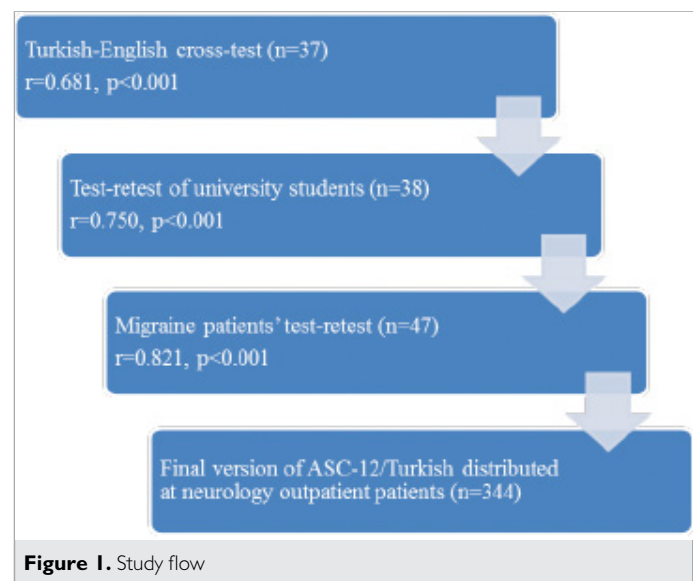 Turkish-English cross-test (n=37)
r=0.681, p<0.001
Test-retest of university students (n=38)
r=0.750, p<0.001
Migraine patients' test-retest (n=47)
r=0.821, p<0.001
Final version of ASC-12/Turkish distributed
at neurology outpatient patients (n=344)
Figure 1. Study flow